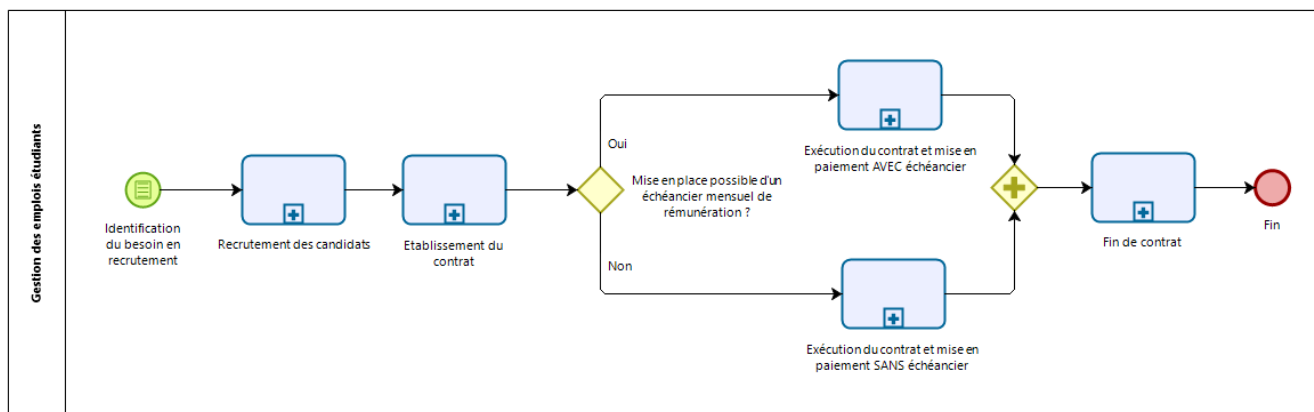 Gestion des emplois étudiants
Identification
du besoin en
recrutement
Recrutement des candidats
Etablissement du
contrat
Oui
Mise en place possible d'un
échéancier mensuel de
rémunération ?
Non
Exécution du contrat et mise en
paiement AVEC échéancier
Exécution du contrat et mise en
paiement SANS échéancier
Fin de contrat
Fin